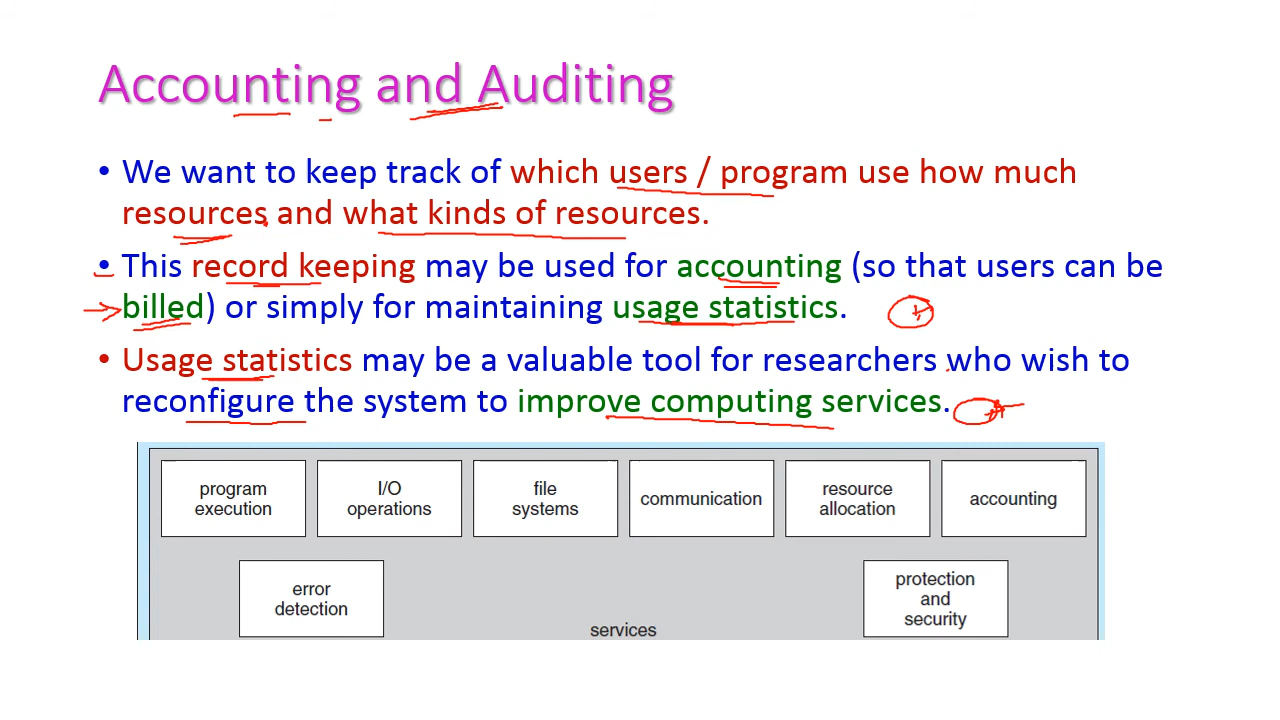 Accounting and Auditing
• We want to keep track of which users / program use how much
resources and what kinds of resources.
• This record keeping may be used for accounting (so that users can be
billed) or simply for maintaining usage statistics.
• Usage statistics may be a valuable tool for researchers who wish to
reconfigure the system to improve computing services.
program
execution
I/O
operations
file
systems
communication
resource
allocation
accounting
error
detection
protection
and
security
services